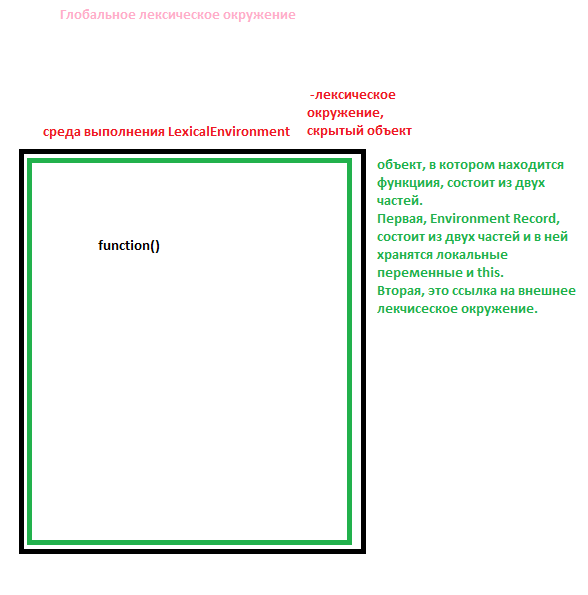 Глобальное лексическое окружение
-лексическое
окружение,
скрытый объект
среда выполнения LexicalEnvironment
объект, в котором находится
функциия, состоит из двух
частей.
Первая, Environment Record,
состоит из двух частей и в ней
хранятся локальные
переменные и this.
Вторая, это ссылка на внешнее
лекчисеское окружение.
function()